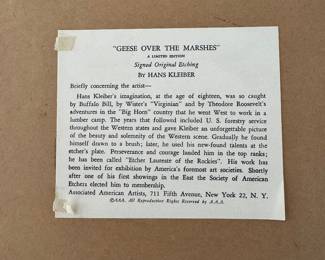 "GEESE OVER THE MARSHES"
A LIMITED EDITION
Signed Original Etching
BY HANS KLEIBER
Briefly concerning the artist—
Hans Kleiber's imagination, at the age of eighteen, was so caught
by Buffalo Bill, by Wister's "Virginian" and by Theodore Roosevelt's
adventures in the "Big Horn" country that he went West to work in a
lumber camp. The years that followed included U. S. forestry service
throughout the Western states and gave Kleiber an unforgettable picture
of the beauty and solemnity of the Western scene. Gradually he found
himself drawn to a brush; later, he used his new-found talents at the
etcher's plate. Perseverance and courage landed him in the top ranks;
he has been called "Etcher Laureate of the Rockies". His work has
been invited for exhibition by America's foremost art societies. Shortly
after one of his first showings in the East the Society of American
Etchers elected him to membership.
Associated American Artists, 711 Fifth Avenue, New York 22, N. Y.
©AAA. All Reproduction Rights Reserved by A.A.A.